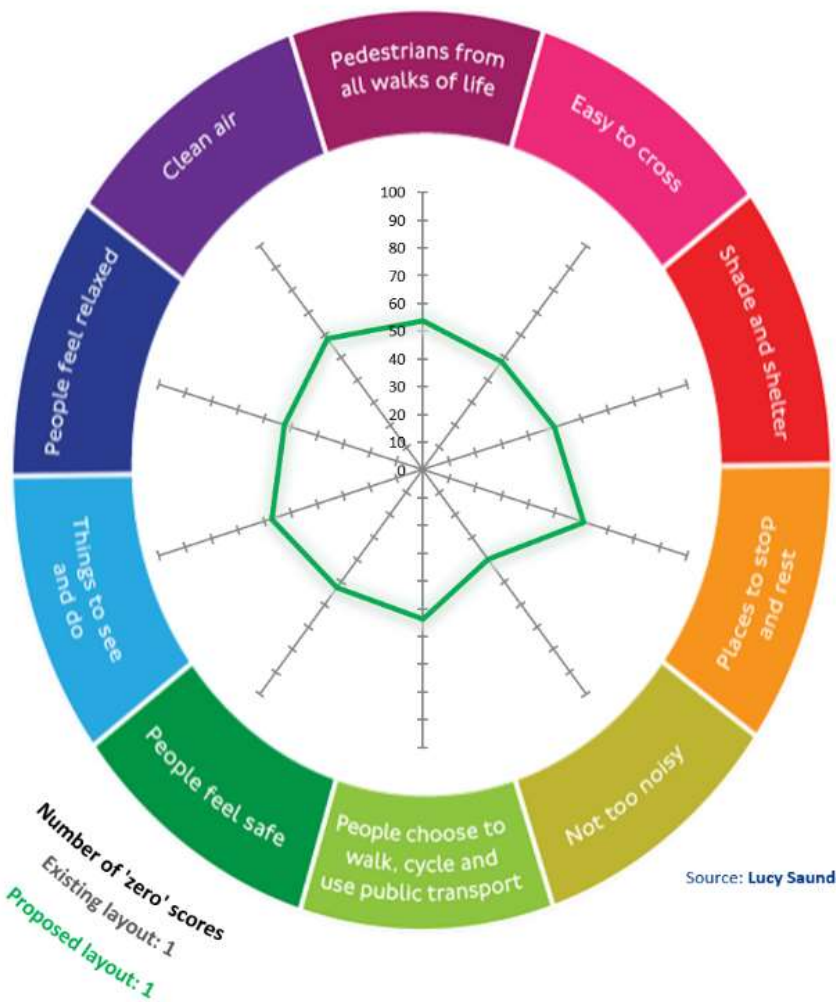 Pedestrians from
all walks of life
Easy to cross
Shade and shelter
Places to stop
and rest
Not too noisy
People choose to
walk, cycle and
use public transport
People feel safe
Things to see
and do
People feel relaxed
Clean air
100
90
80
70
60
50
40
30
20
10
0
Number of 'zero' scores
Existing layout: 1
Proposed layout: 1
Source: Lucy Saund